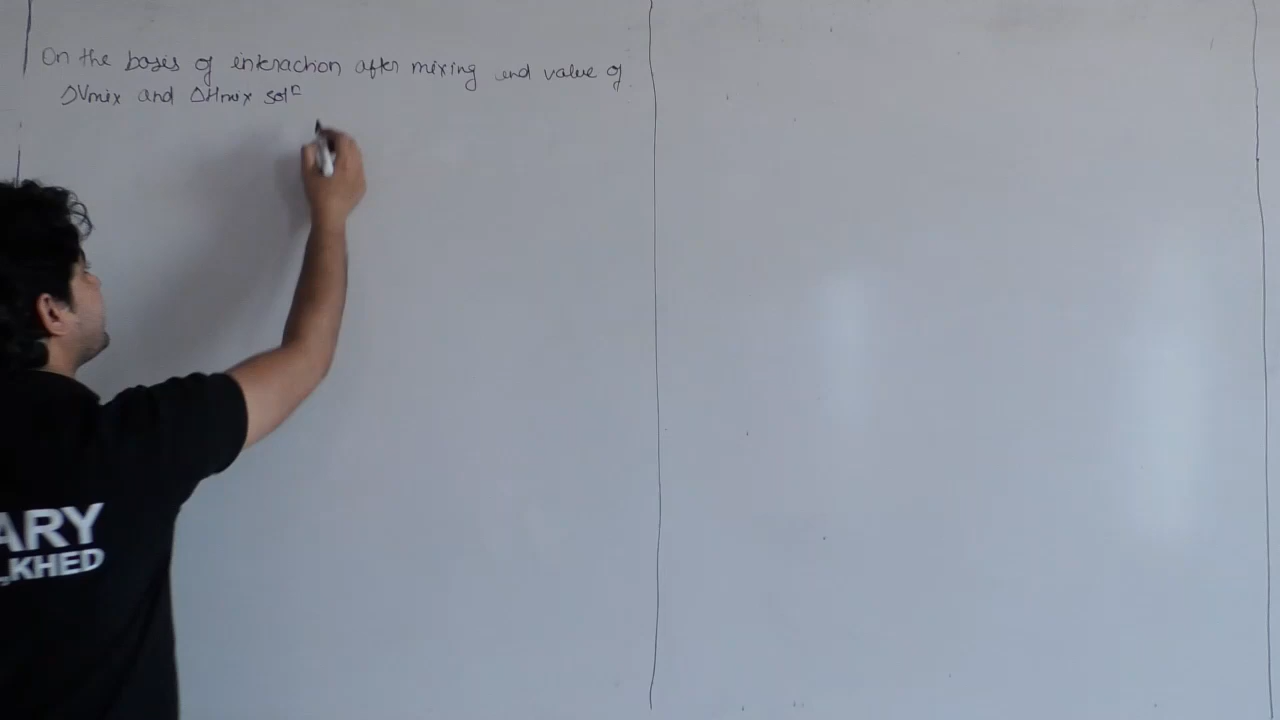 On the basis of interaction after mixing and value of
ΔVmix and ΔHmix solⁿ
ARY
,KHED